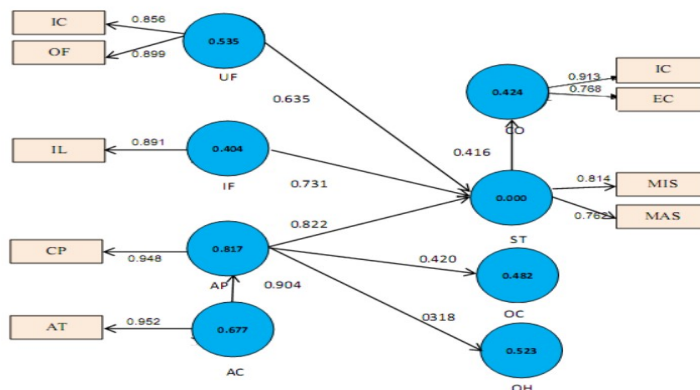 IC
0.856
OF
0.899
0.535
UF
0.635
0.424
CO
0.913
IC
0.768
EC
0.416
IL
0.891
0.404
IF
0.731
0.000
ST
0.814
MIS
0.762
MAS
0.822
CP
0.948
0.817
AP
0.904
0.420
0.482
OC
AT
0.952
0.677
AC
0318
0.523
OH